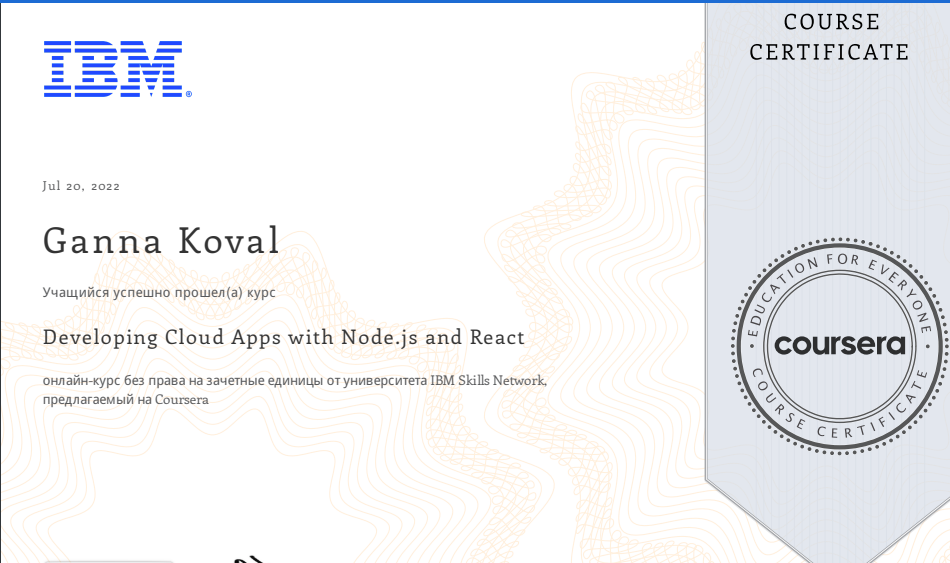 IBM®
COURSE
CERTIFICATE
Jul 20, 2022
Ganna Koval
Учащийся успешно прошел(а) курс
Developing Cloud Apps with Node.js and React
онлайн-курс без права на зачетные единицы от университета IBM Skills Network,
предлагаемый на Coursera
EDUCATION FOR EVERYONE
coursera
COURSE CERTIFICATE